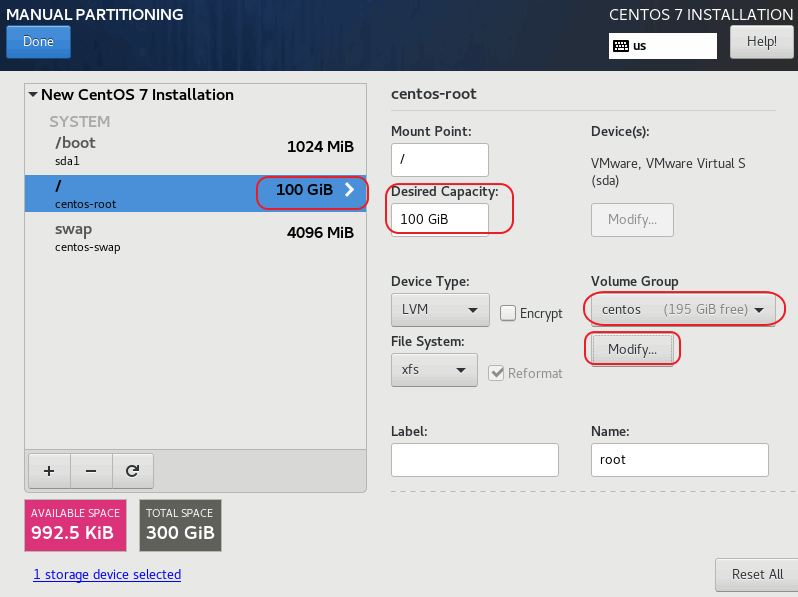 MANUAL PARTITIONING
CENTOS 7 INSTALLATION
Done
us
Help!
New CentOS 7 Installation
SYSTEM
/boot
1024 MiB
sda1
/
100 GiB
centos-root
swap
4096 MiB
centos-swap
+ −
AVAILABLE SPACE
992.5 KiB
TOTAL SPACE
300 GiB
1 storage device selected
centos-root
Mount Point:
/
Desired Capacity:
100 GiB
Device(s):
VMware, VMware Virtual S
(sda)
Modify...
Device Type:
LVM
Encrypt
Volume Group
centos (195 GiB free)
Modify...
File System:
xfs
Reformat
Label:
Name:
root
Reset All